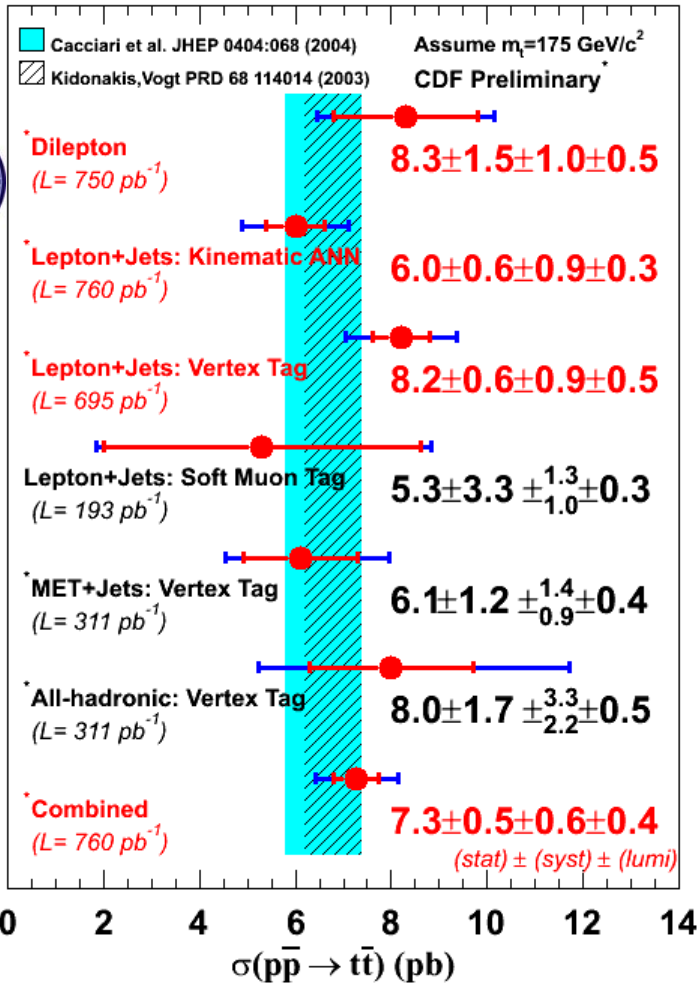 Cacciari et al. JHEP 0404:068 (2004)
Assume mₜ=175 GeV/c²
Kidonakis,Vogt PRD 68 114014 (2003)
CDF Preliminary*
*Dilepton
8.3±1.5±1.0±0.5
(L= 750 pb⁻¹)
*Lepton+Jets: Kinematic ANN
6.0±0.6±0.9±0.3
(L= 760 pb⁻¹)
*Lepton+Jets: Vertex Tag
8.2±0.6±0.9±0.5
(L= 695 pb⁻¹)
Lepton+Jets: Soft Muon Tag
5.3±3.3 ±1.3/1.0±0.3
(L= 193 pb⁻¹)
*MET+Jets: Vertex Tag
6.1±1.2 ±1.4/0.9±0.4
(L= 311 pb⁻¹)
*All-hadronic: Vertex Tag
8.0±1.7 ±3.3/2.2±0.5
(L= 311 pb⁻¹)
*Combined
7.3±0.5±0.6±0.4
(L= 760 pb⁻¹)
(stat) ± (syst) ± (lumi)
0 2 4 6 8 10 12 14
σ(pp̄ → tt̄) (pb)